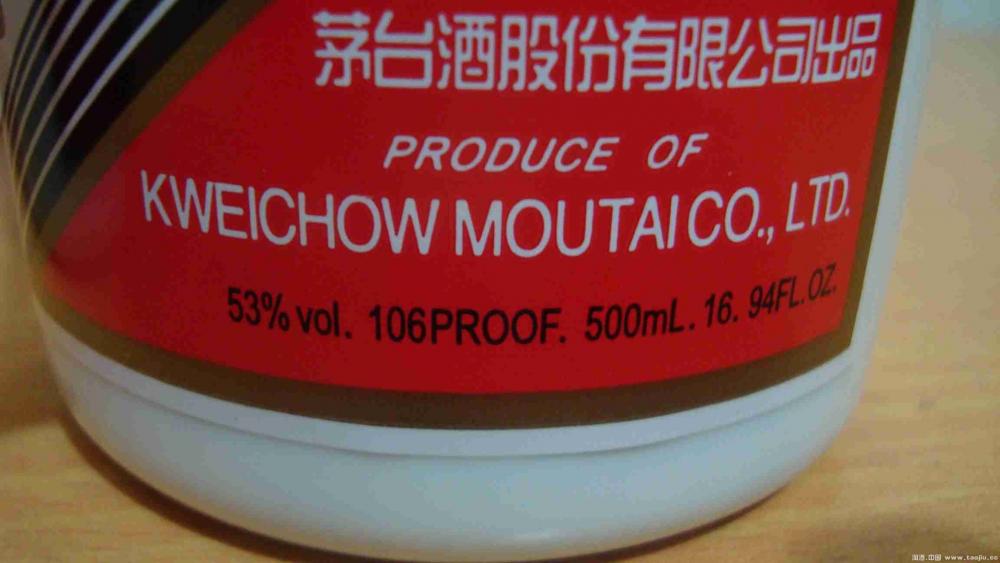 茅台酒股份有限公司出品
PRODUCE OF
KWEICHOW MOUTAI CO., LTD.
53% vol. 106PROOF. 500mL. 16. 94FL. OZ.